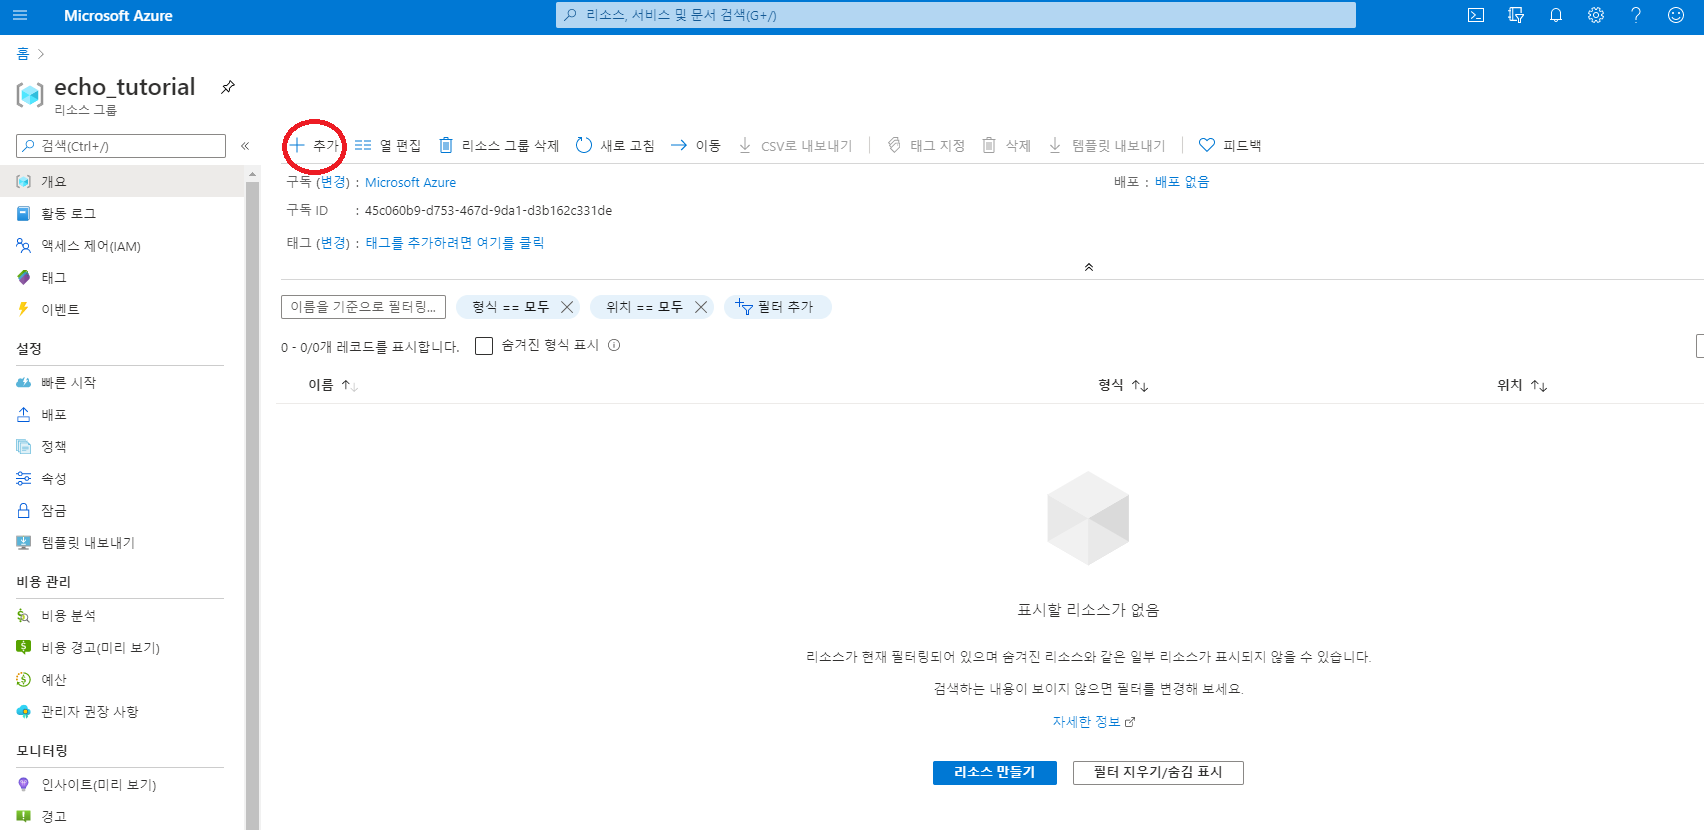 Microsoft Azure
리소스, 서비스 및 문서 검색(G+/)
홈
echo_tutorial
리소스 그룹
검색(Ctrl+/)
추가 열 편집 리소스 그룹 삭제 새로 고침 이동 CSV로 내보내기 태그 지정 삭제 템플릿 내보내기 피드백
개요
활동 로그
액세스 제어(IAM)
태그
이벤트
설정
빠른 시작
배포
정책
속성
잠금
템플릿 내보내기
비용 관리
비용 분석
비용 경고(미리 보기)
예산
관리자 권장 사항
모니터링
인사이트(미리 보기)
경고
구독 (변경) : Microsoft Azure
배포 : 배포 없음
구독 ID : 45c060b9-d753-467d-9da1-d3b162c331de
태그 (변경) : 태그를 추가하려면 여기를 클릭
이름을 기준으로 필터링... 형식 == 모두 위치 == 모두 필터 추가
0 - 0/0개 레코드를 표시합니다. 숨겨진 형식 표시
이름 형식 위치
표시할 리소스가 없음
리소스가 현재 필터링되어 있으며 숨겨진 리소스와 같은 일부 리소스가 표시되지 않을 수 있습니다.
검색하는 내용이 보이지 않으면 필터를 변경해 보세요.
자세한 정보
리소스 만들기 필터 지우기/숨김 표시